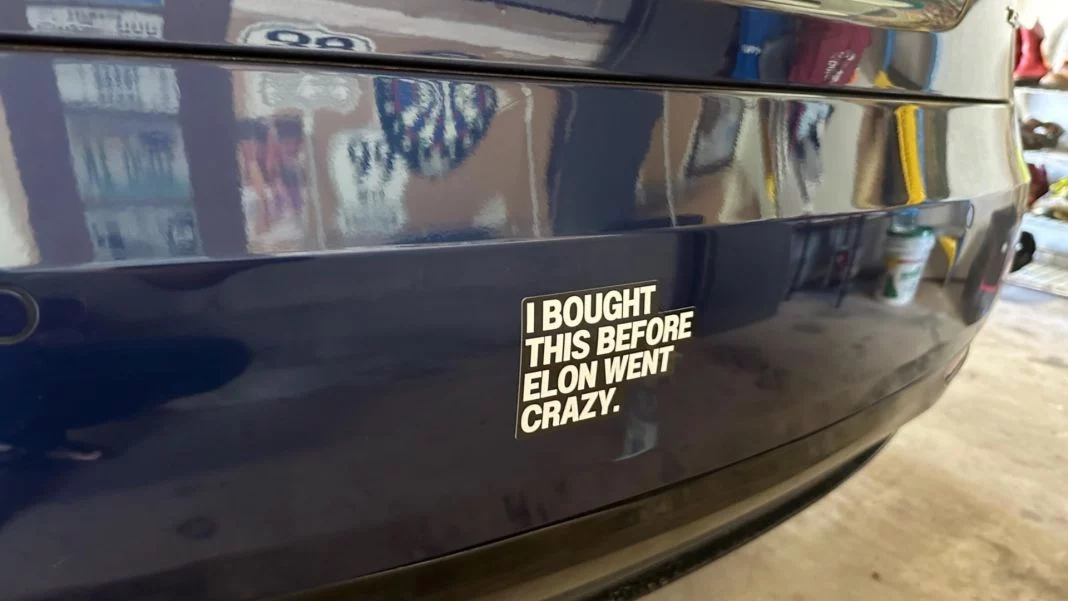 I BOUGHT
THIS BEFORE
ELON WENT
CRAZY.